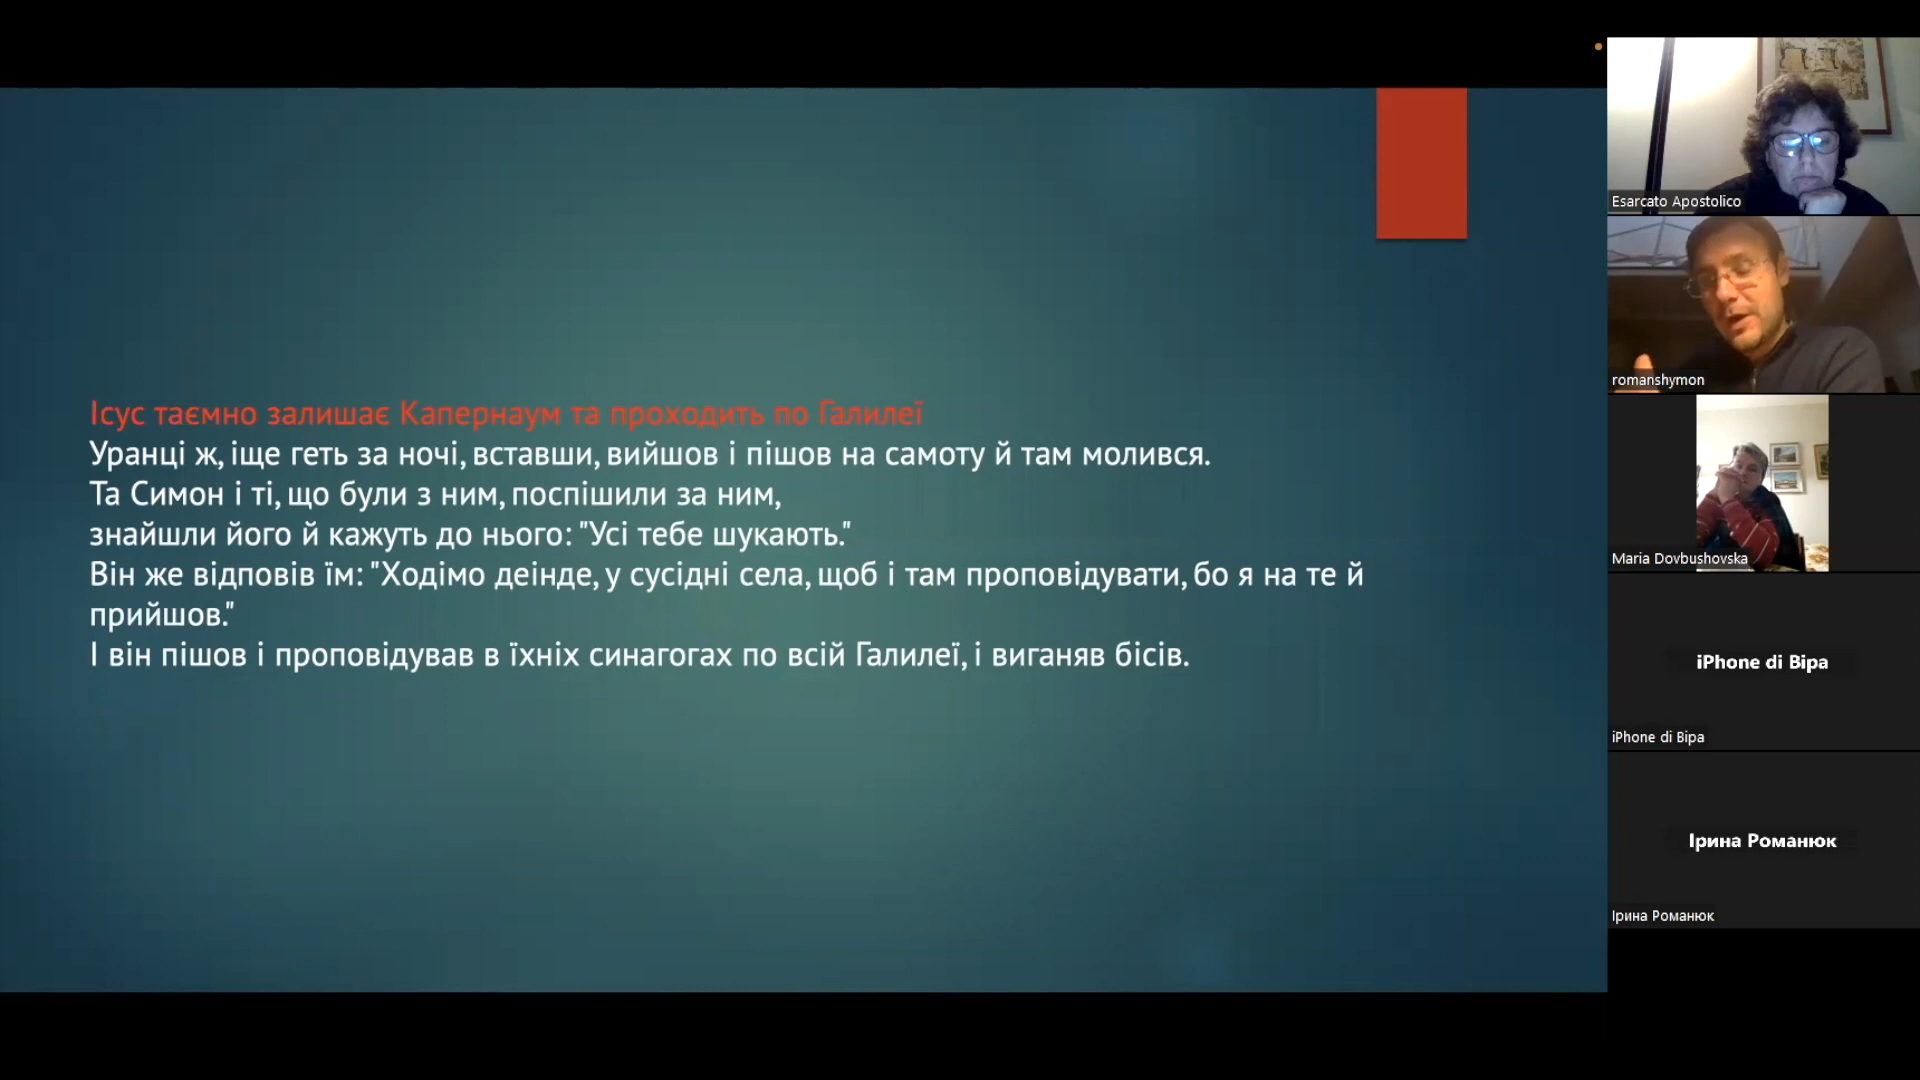 Ісус таємно залишає Капернаум та проходить по Галилеї
Уранці ж, іще геть за ночі, вставши, вийшов і пішов на самоту й там молився.
Та Симон і ті, що були з ним, поспішили за ним,
знайшли його й кажуть до нього: "Усі тебе шукають."
Він же відповів їм: "Ходімо деінде, у сусідні села, щоб і там проповідувати, бо я на те й
прийшов."
І він пішов і проповідував в їхніх синагогах по всій Галилеї, і виганяв бісів.
Esarcato Apostolico
romanshymon
Maria Dovbushovska
iPhone di Віра
iPhone di Віра
Ірина Романюк
Ірина Романюк